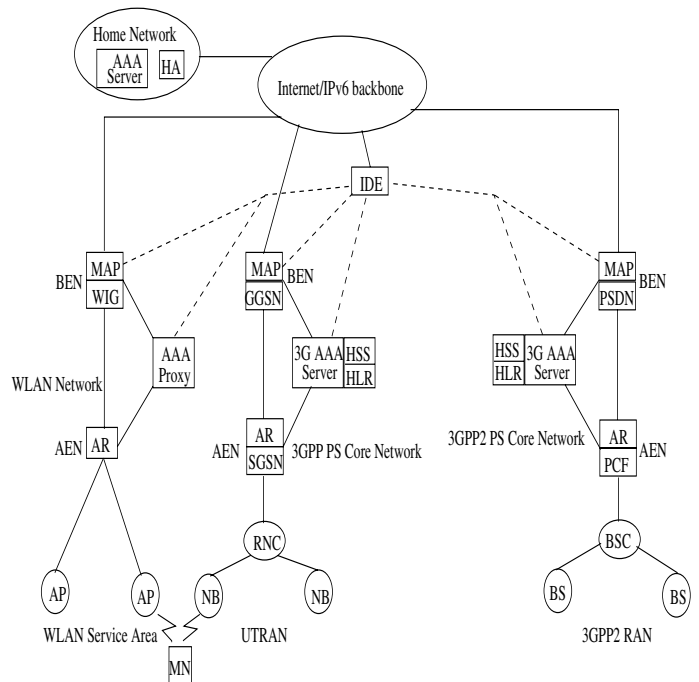 Home Network
AAA
Server
HA
Internet/IPv6 backbone
IDE
BEN
MAP
WIG
MAP
GGSN
BEN
MAP
PSDN
BEN
AAA
Proxy
3G AAA
Server
HSS
HLR
HSS
HLR
3G AAA
Server
WLAN Network
AEN
AR
AEN
AR
SGSN
3GPP PS Core Network
3GPP2 PS Core Network
AR
PCF
AEN
RNC
BSC
AP
AP
NB
NB
BS
BS
WLAN Service Area
UTRAN
3GPP2 RAN
MN